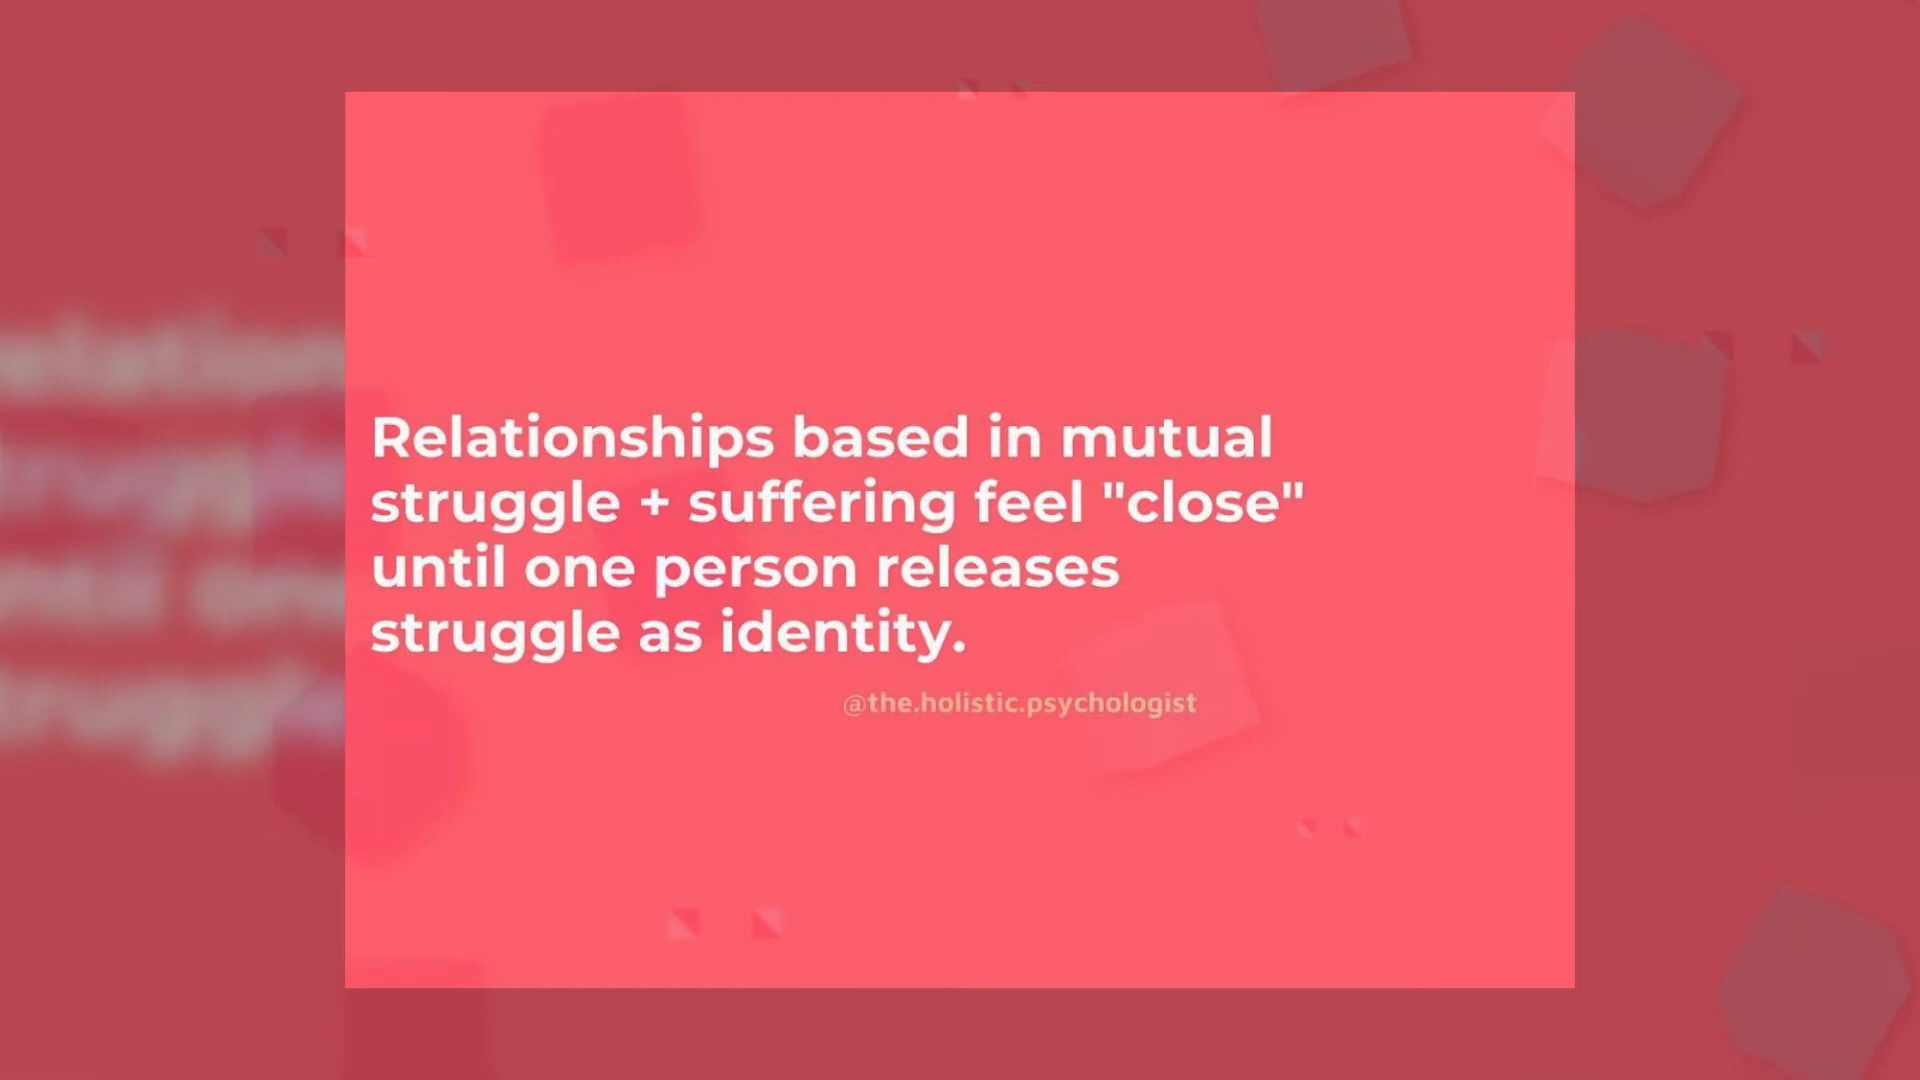 Relationships based in mutual
struggle + suffering feel "close"
until one person releases
struggle as identity.
@the.holistic.psychologist